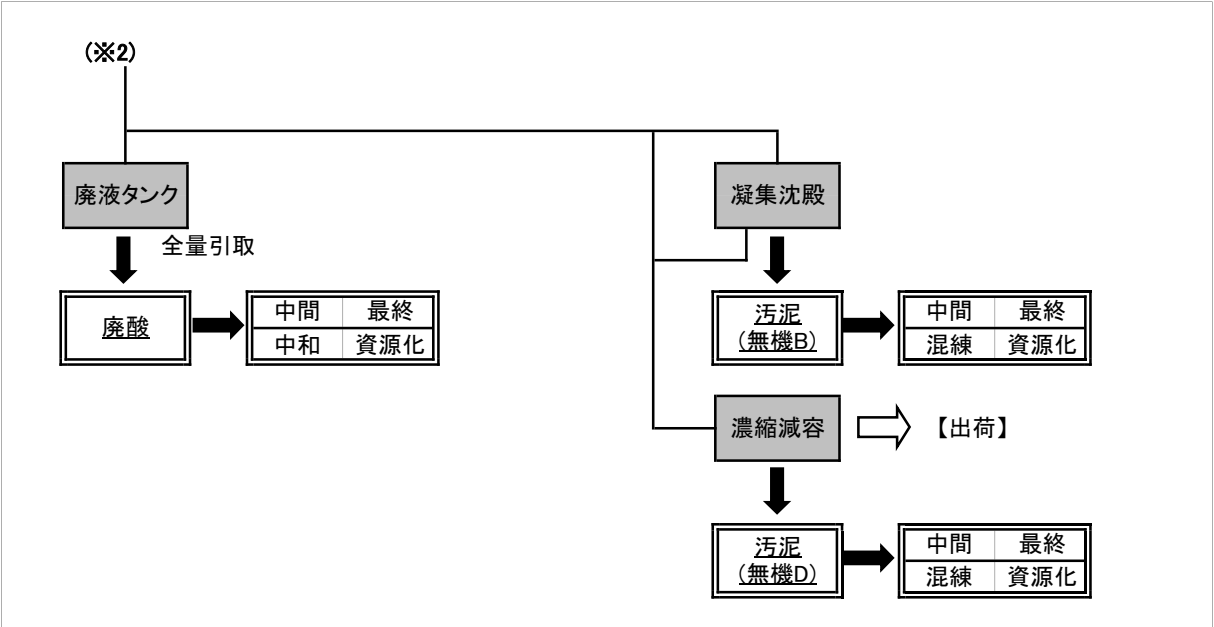 (※2)
廃液タンク
凝集沈殿
全量引取
廃酸
中間 最終
中和 資源化
汚泥
(無機B)
中間 最終
混練 資源化
濃縮減容
【出荷】
汚泥
(無機D)
中間 最終
混練 資源化